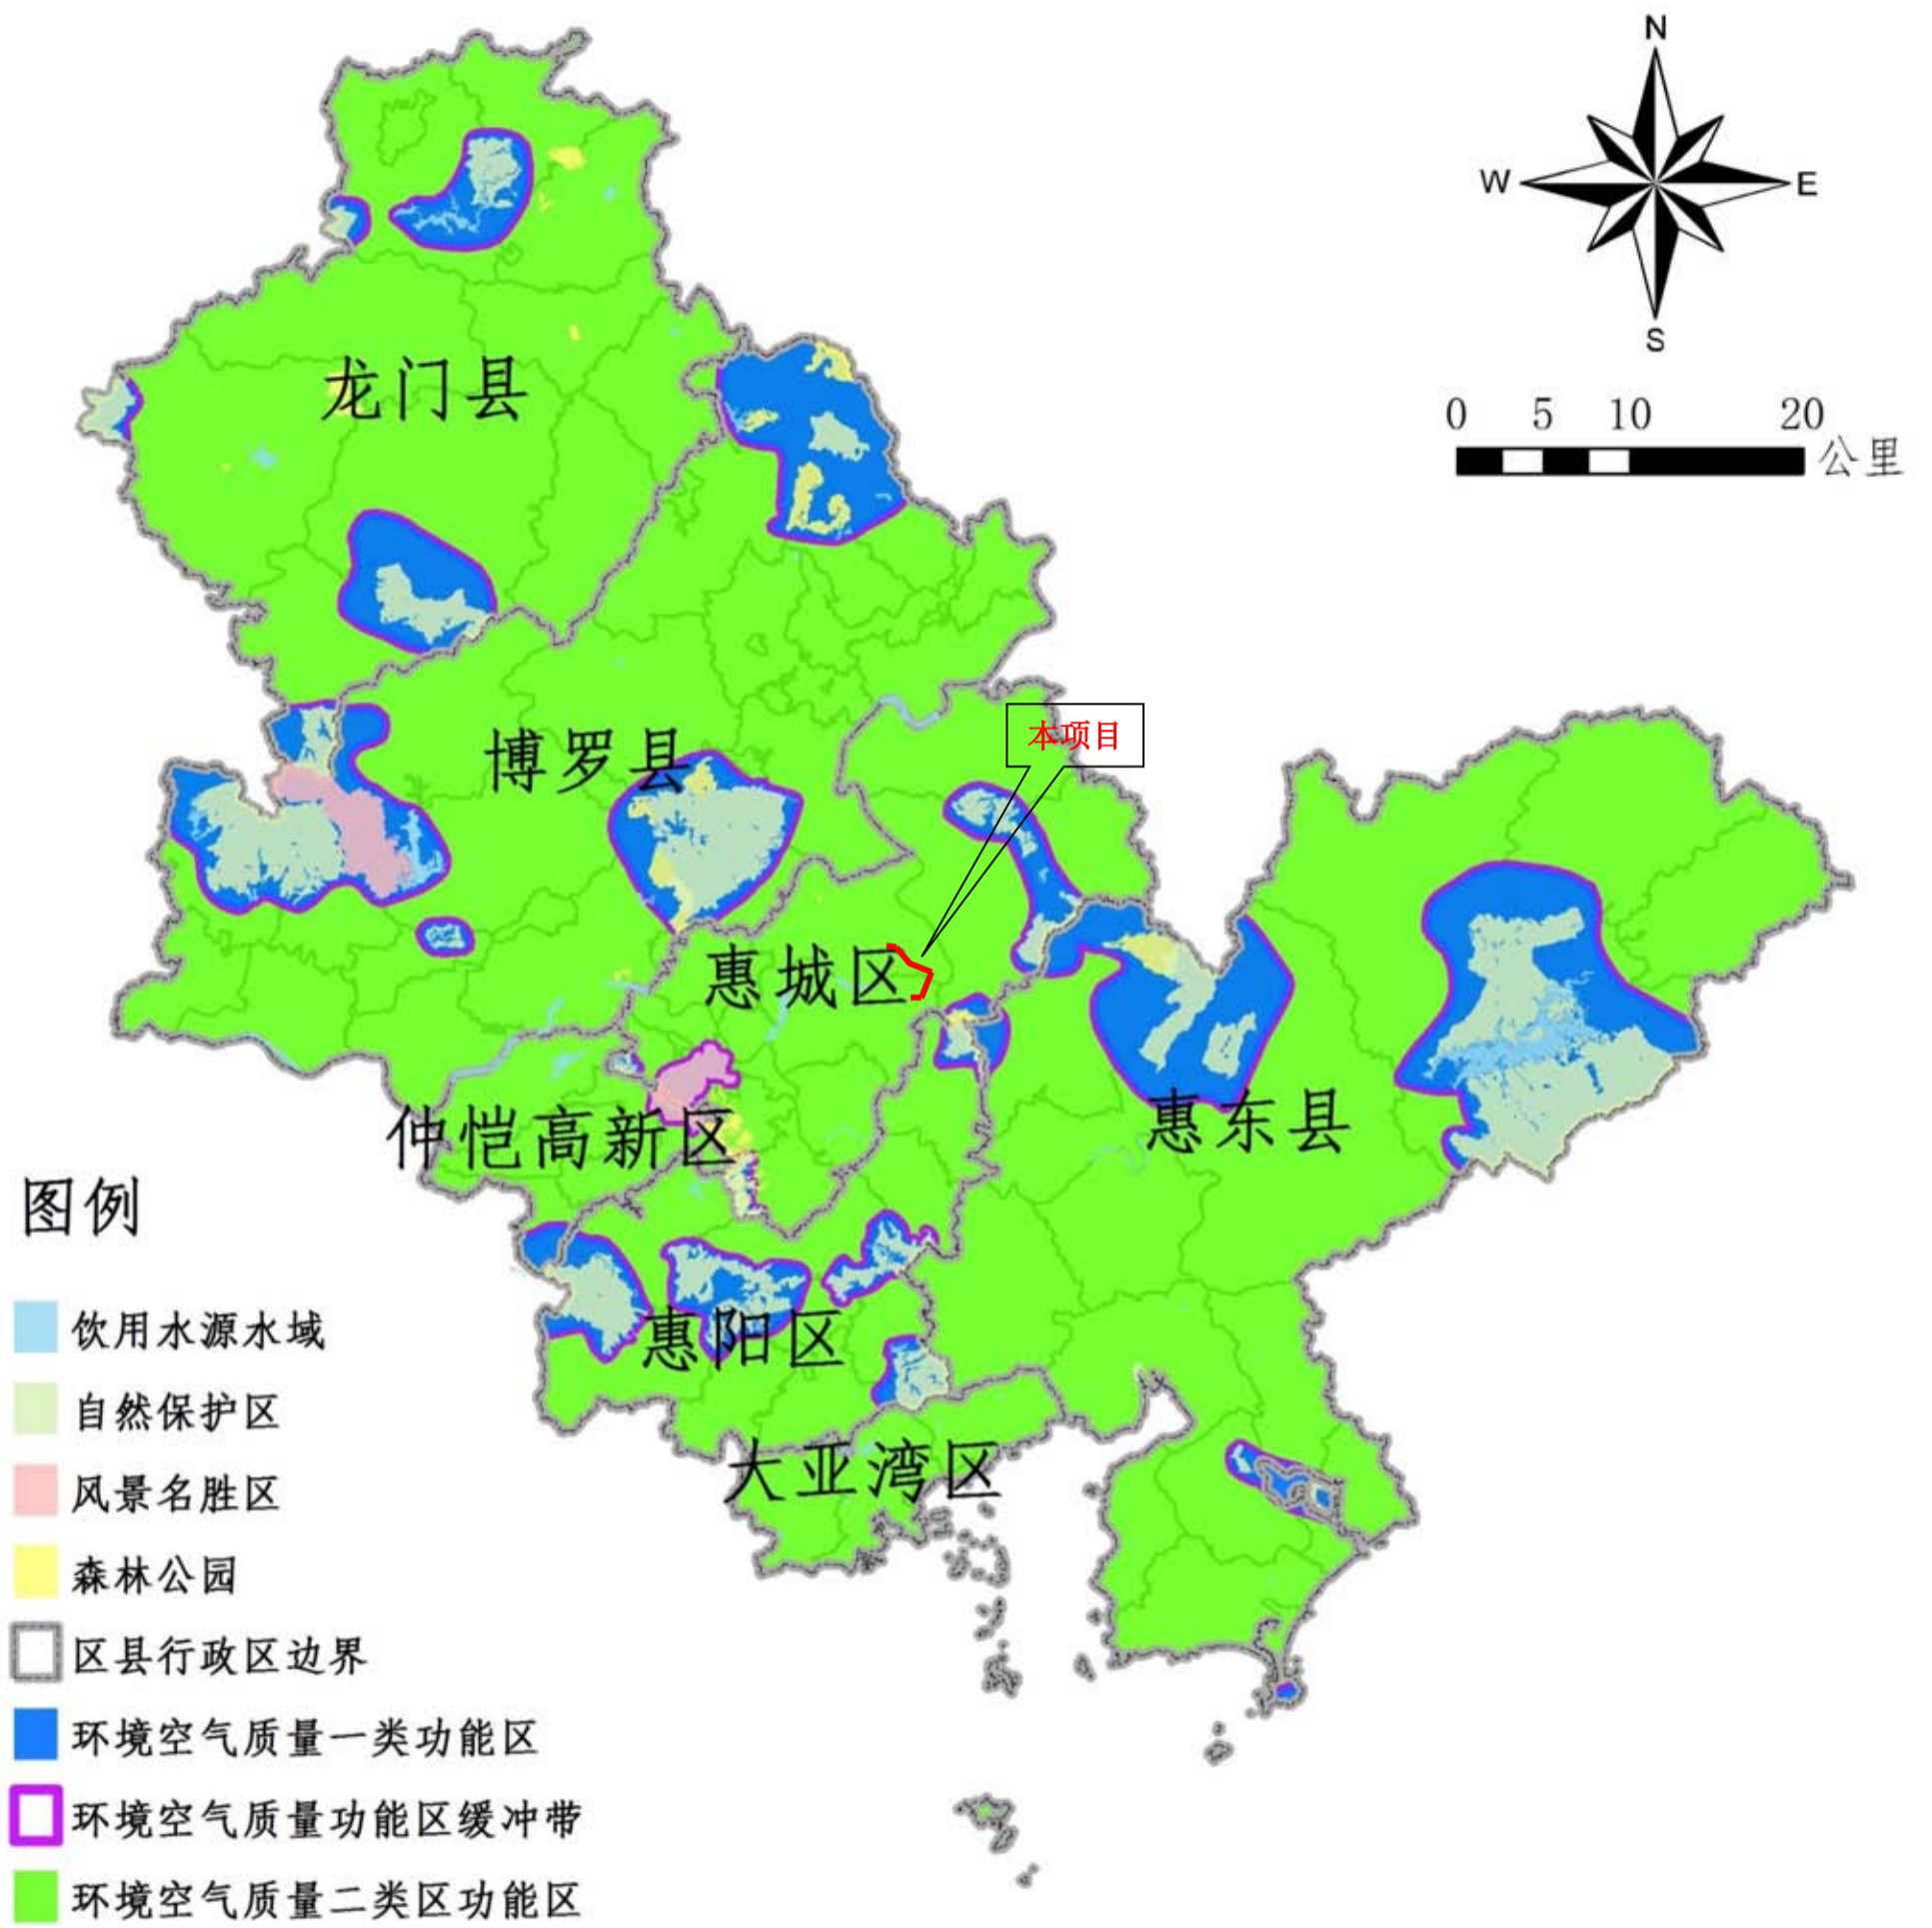 N
W
E
S
0 5 10 20
公里
龙门县
本项目
博罗县
惠城区
仲恺高新区
惠东县
惠阳区
大亚湾区
图例
饮用水源水域
自然保护区
风景名胜区
森林公园
区县行政区边界
环境空气质量一类功能区
环境空气质量功能区缓冲带
环境空气质量二类区功能区